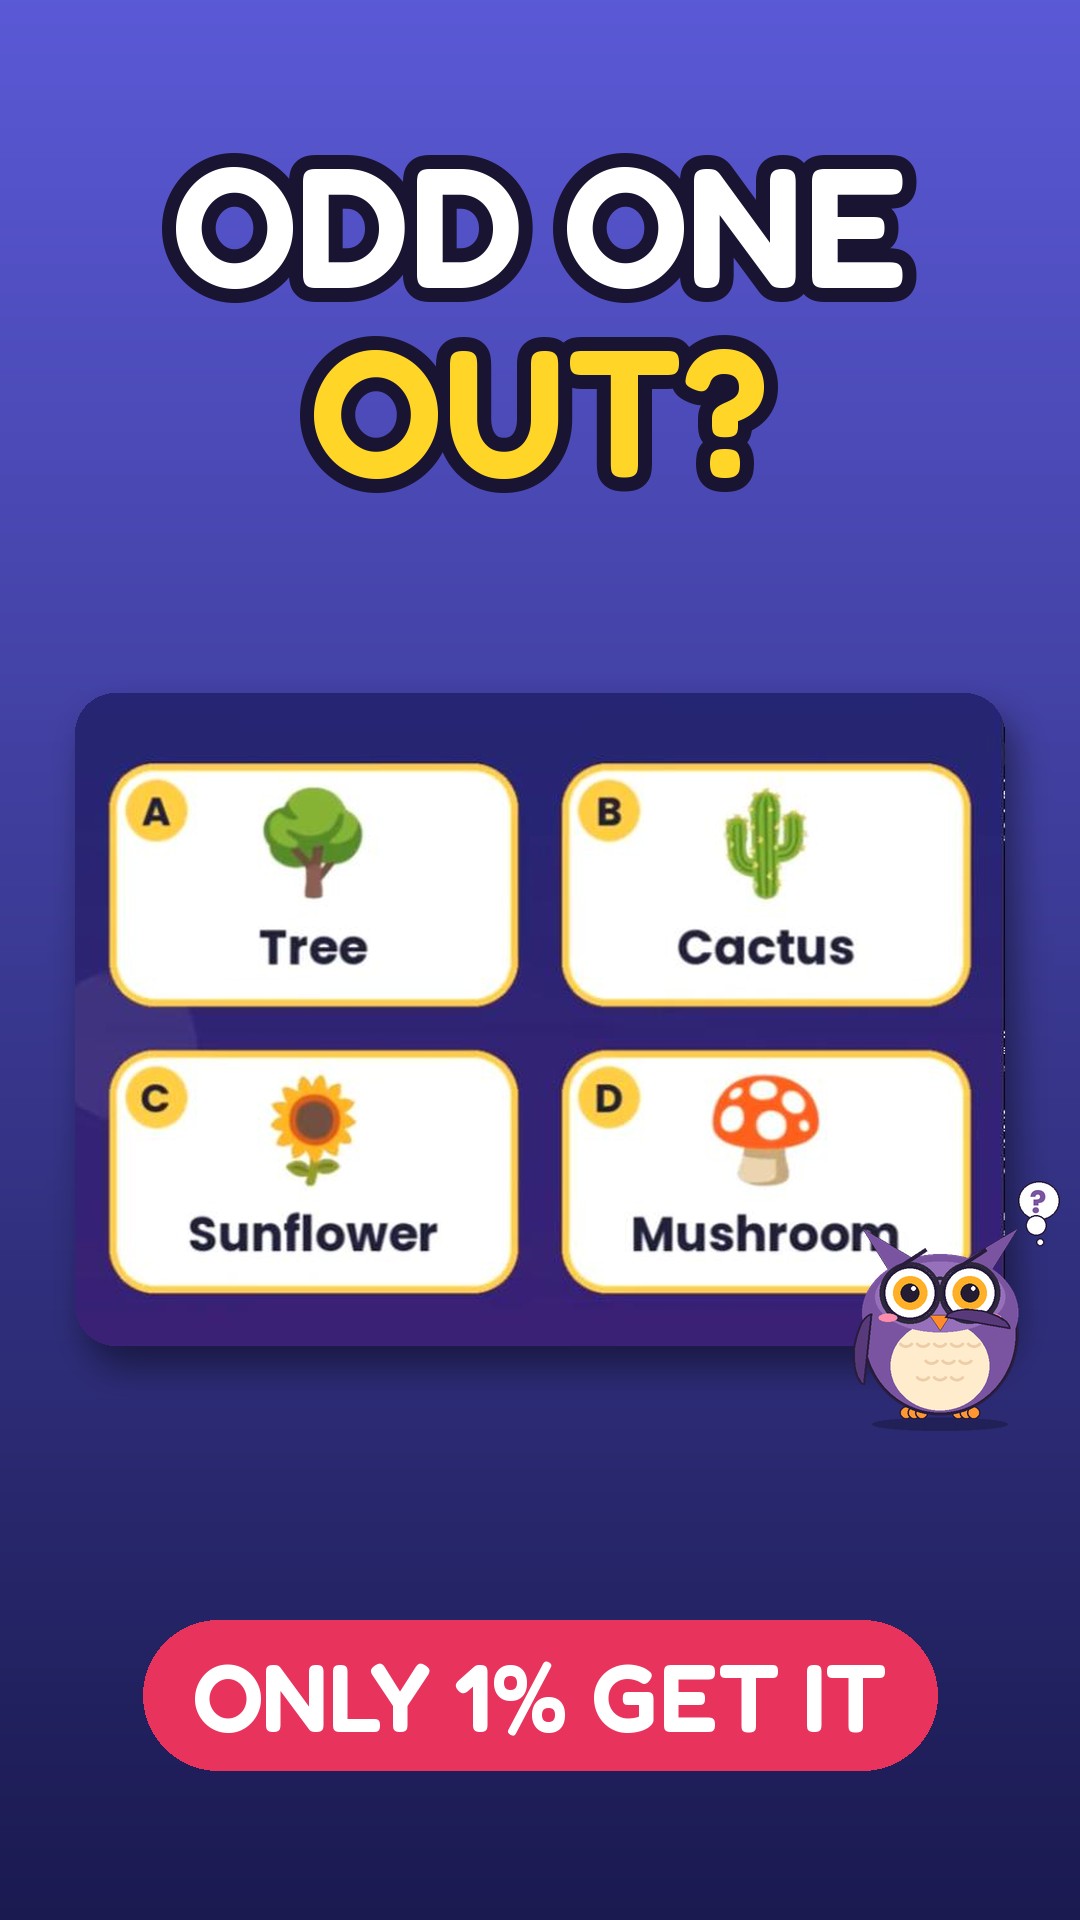 ODD ONE
OUT?
A
Tree
B
Cactus
C
Sunflower
D
Mushroom
?
ONLY 1% GET IT